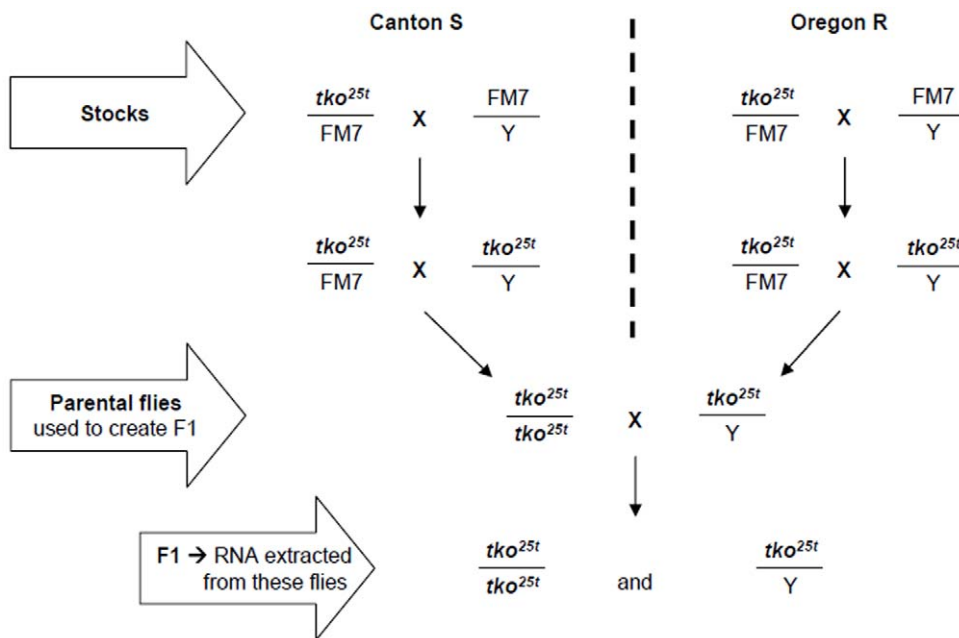 Canton S Oregon R
Stocks
tko25t X FM7 tko25t X FM7
FM7 Y FM7 Y
tko25t X tko25t tko25t X tko25t
FM7 Y FM7 Y
Parental flies
used to create F1
tko25t X tko25t
tko25t Y
F1 → RNA extracted
from these flies
tko25t and tko25t
tko25t Y